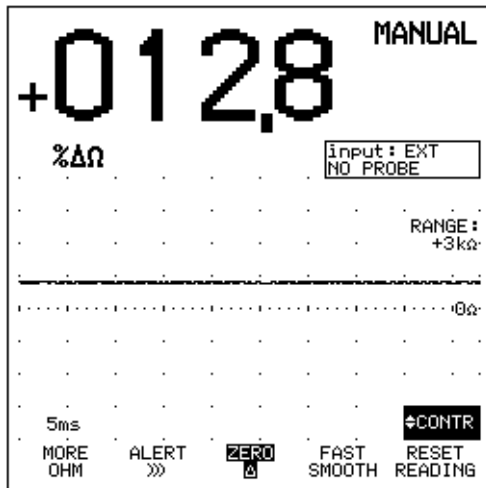 MANUAL
+012,8
%ΔΩ
input: EXT
NO PROBE
RANGE:
+3kΩ
0Ω
5ms
♦CONTR
MORE OHM
ALERT »»
ZERO Δ
FAST SMOOTH
RESET READING